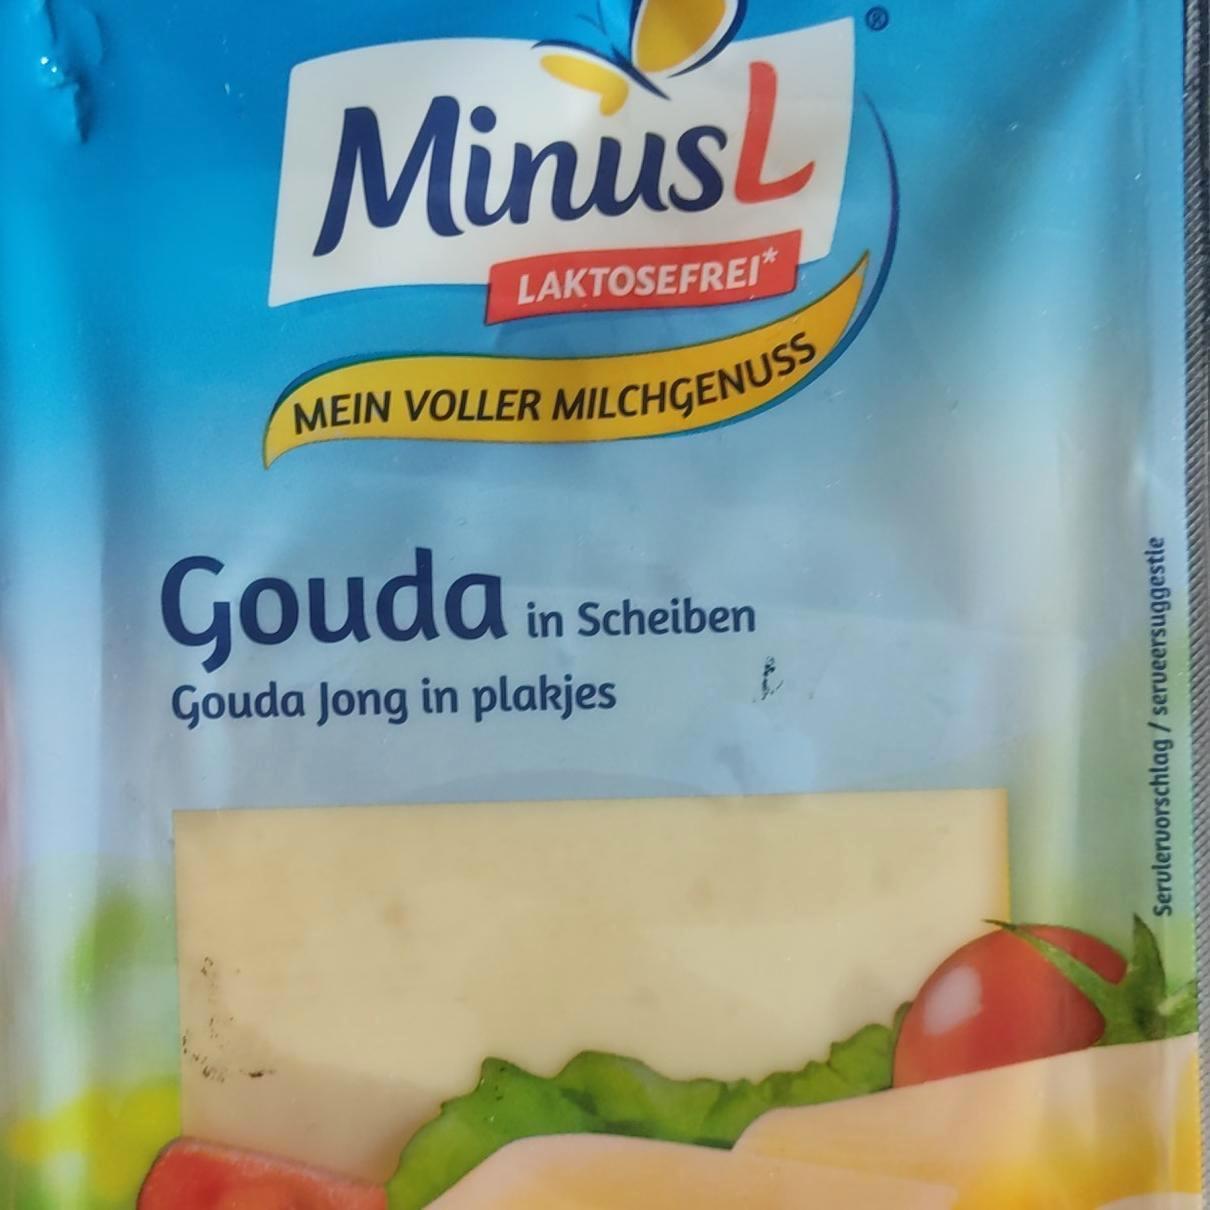 ®
MinusL
LAKTOSEFREI*
MEIN VOLLER MILCHGENUSS
Gouda in Scheiben
Gouda Jong in plakjes
Serviervorschlag / serveersuggestie